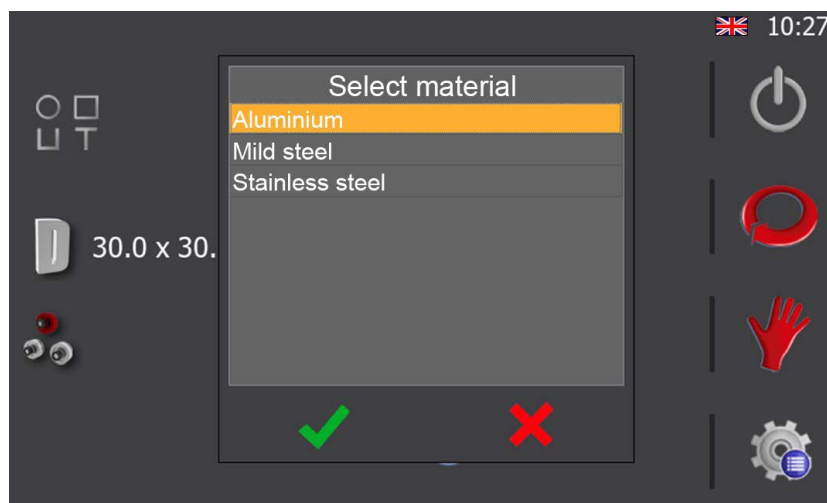 10:27
Select material
Aluminium
Mild steel
Stainless steel
30.0 x 30.